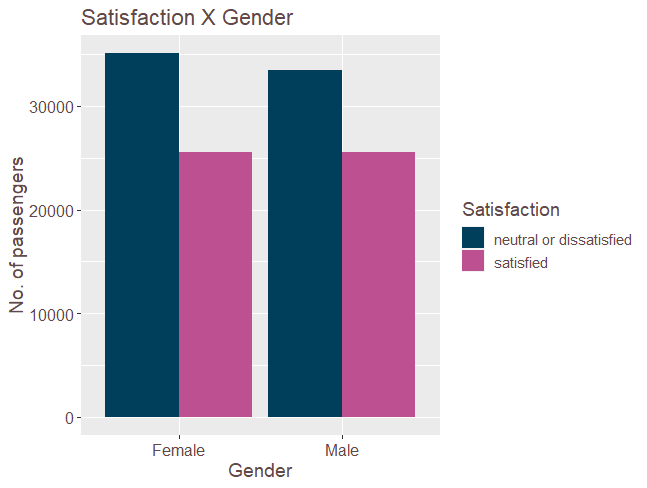 Satisfaction X Gender
No. of passengers
30000
20000
10000
0
Female Male
Gender
Satisfaction
neutral or dissatisfied
satisfied